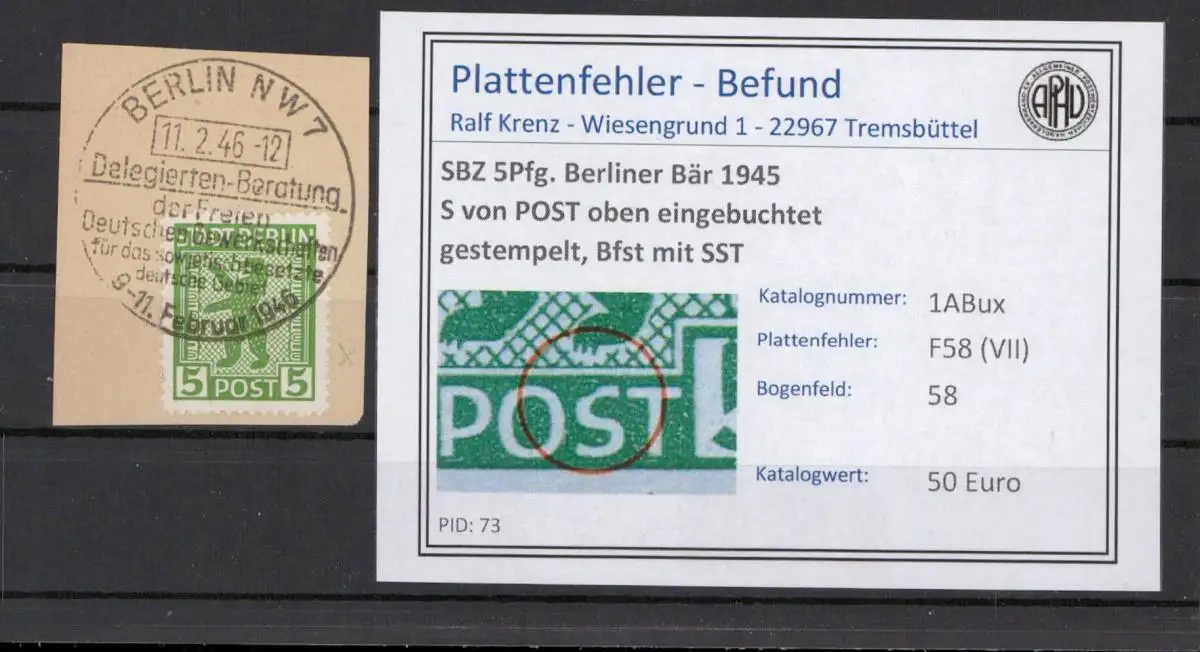 BERLIN NW7
11.2.46-12
Delegierten-Beratung
der Freien
Deutschen Gewerkschaften
für das sowjetisch besetzte
deutsche Gebiet
9.-11. Februar 1946
STADT BERLIN
5 POST 5
x
Plattenfehler - Befund
Ralf Krenz - Wiesengrund 1 - 22967 Tremsbüttel
APHV
SBZ 5Pfg. Berliner Bär 1945
S von POST oben eingebuchtet
gestempelt, Bfst mit SST
POST
Katalognummer: 1ABux
Plattenfehler: F58 (VII)
Bogenfeld: 58
Katalogwert: 50 Euro
PID: 73